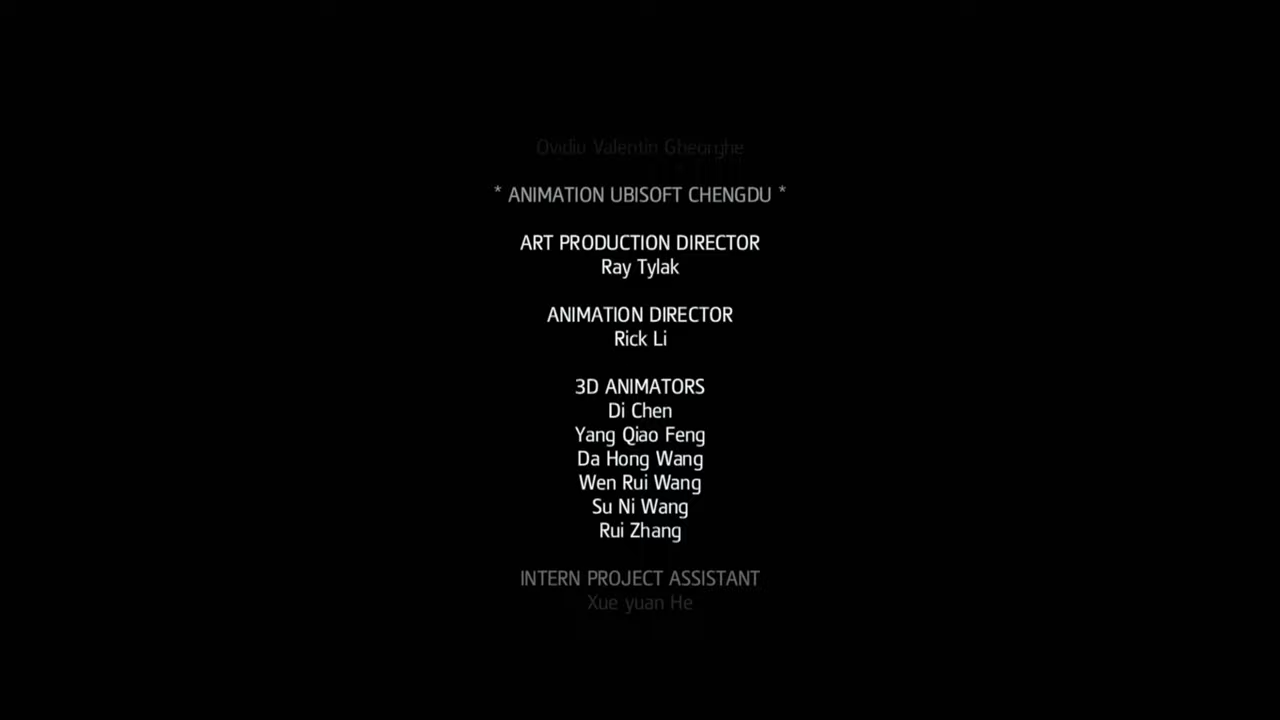 Ovidiu Valentin Gheorghe
* ANIMATION UBISOFT CHENGDU *
ART PRODUCTION DIRECTOR
Ray Tylak
ANIMATION DIRECTOR
Rick Li
3D ANIMATORS
Di Chen
Yang Qiao Feng
Da Hong Wang
Wen Rui Wang
Su Ni Wang
Rui Zhang
INTERN PROJECT ASSISTANT
Xue yuan He